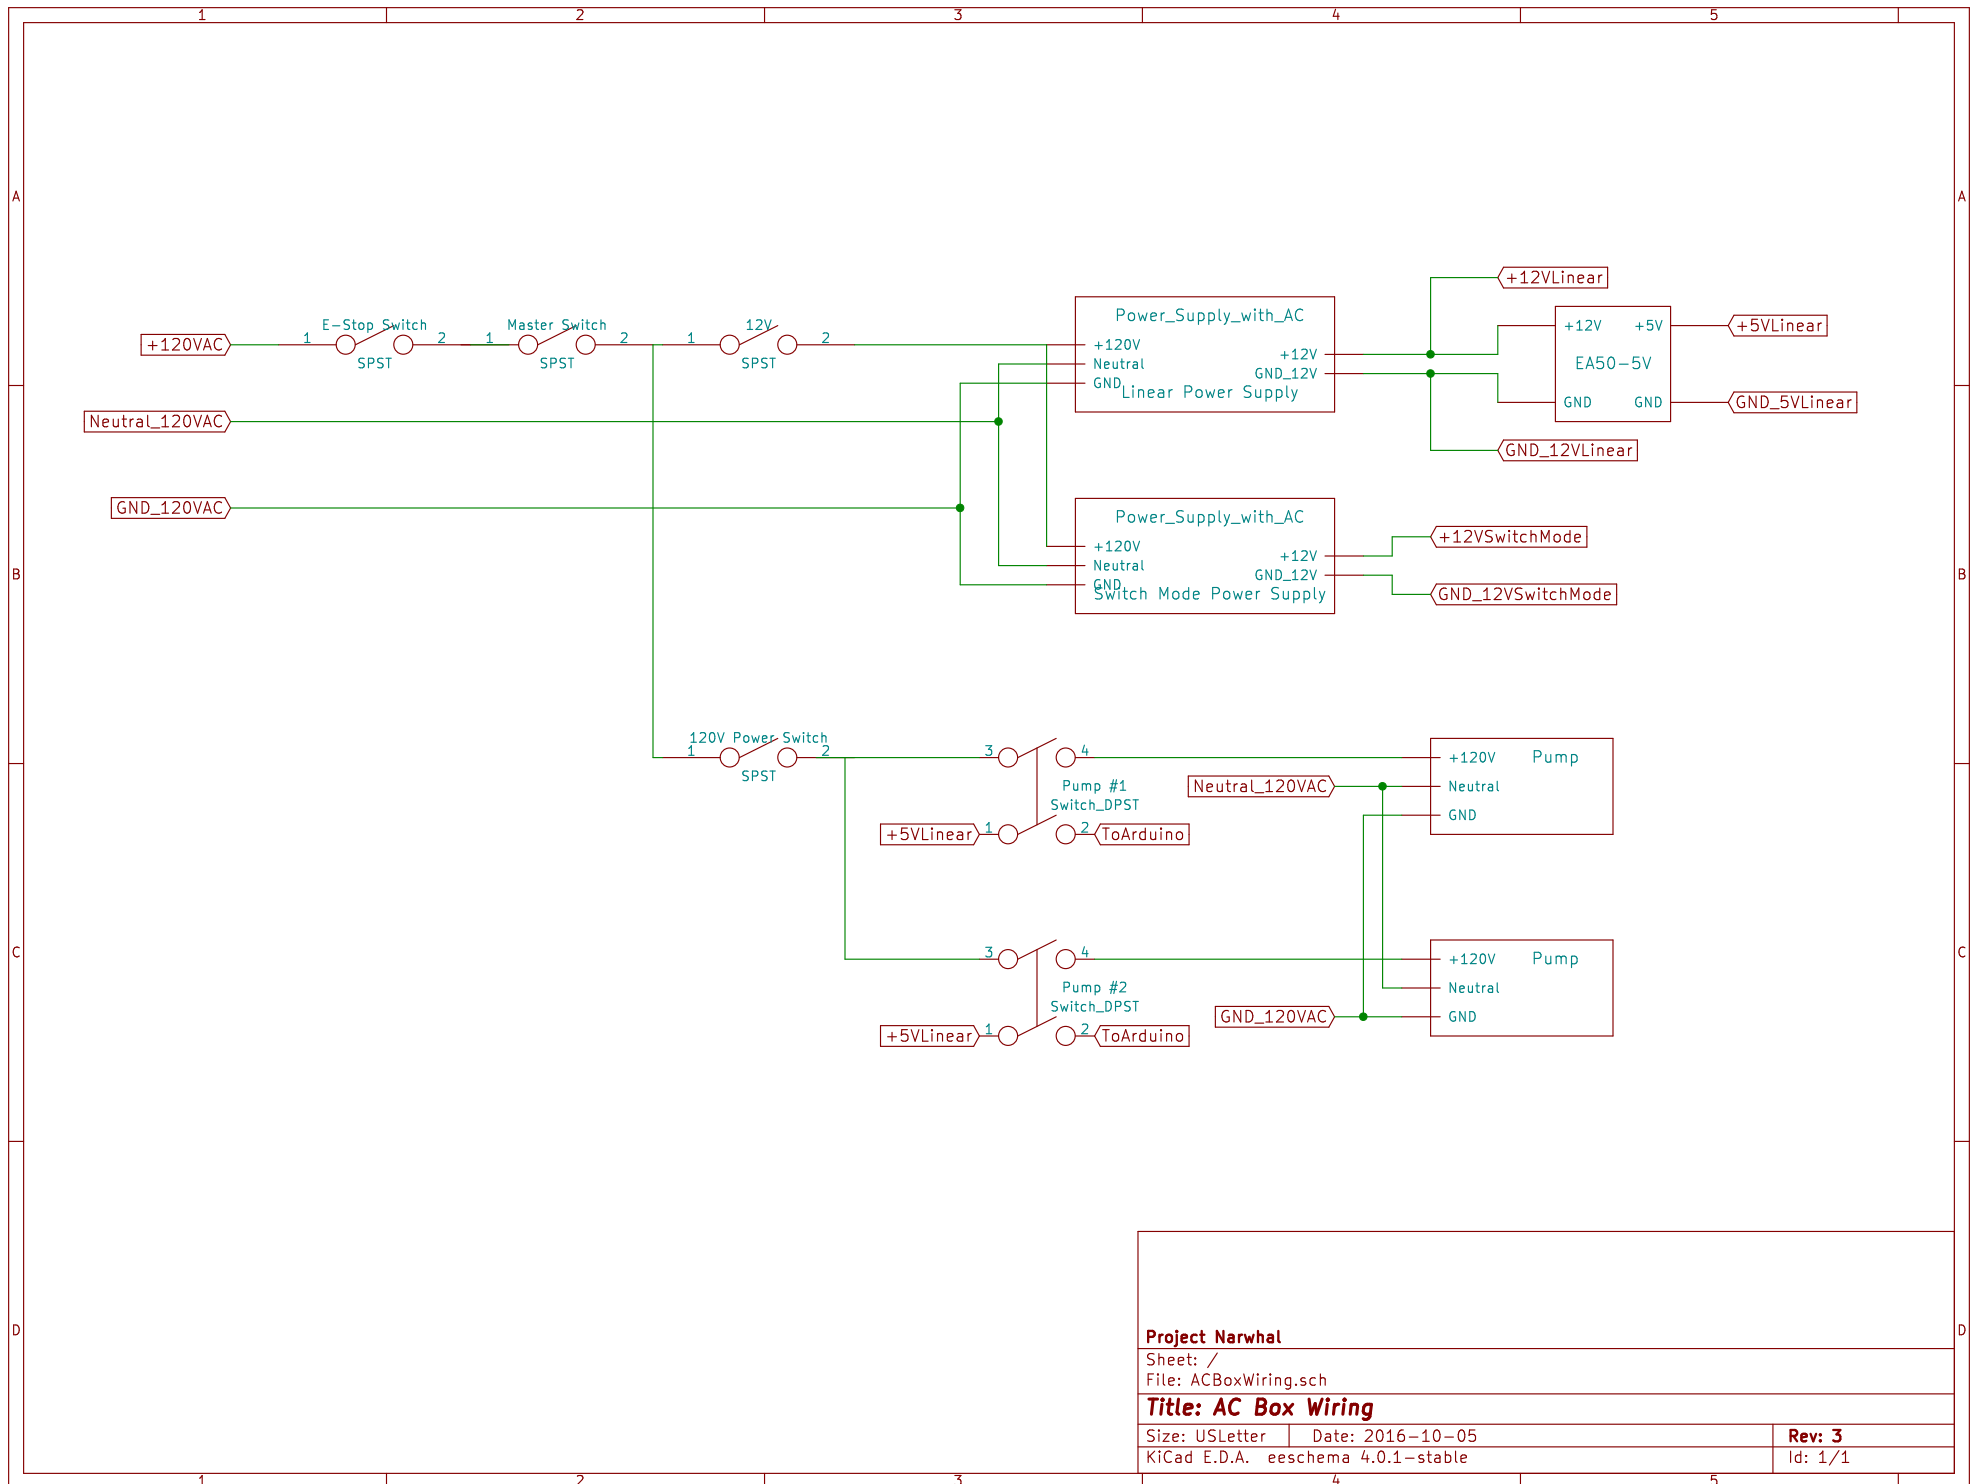 1 2 3 4 5
A A
+12VLinear
E-Stop Switch Master Switch 12V
Power_Supply_with_AC
+12V +5V
+5VLinear
+120VAC
1 2 1 2 1 2
+120V
+12V
SPST SPST SPST
Neutral
EA50-5V
GND_12V
GND
Linear Power Supply
GND GND
GND_5VLinear
Neutral_120VAC
GND_12VLinear
GND_120VAC
Power_Supply_with_AC
+12VSwitchMode
+120V
+12V
Neutral
GND_12V
B B
GND
Switch Mode Power Supply
GND_12VSwitchMode
120V Power Switch
1 2
SPST
3 4
+120V Pump
Pump #1
Neutral_120VAC
Neutral
Switch_DPST
GND
+5VLinear 1 2 ToArduino
C C
3 4
+120V Pump
Pump #2
Neutral
Switch_DPST
GND_120VAC
GND
+5VLinear 1 2 ToArduino
D D
Project Narwhal
Sheet: /
File: ACBoxWiring.sch
Title: AC Box Wiring
Size: USLetter Date: 2016-10-05 Rev: 3
KiCad E.D.A. eeschema 4.0.1-stable Id: 1/1
1 2 3 4 5